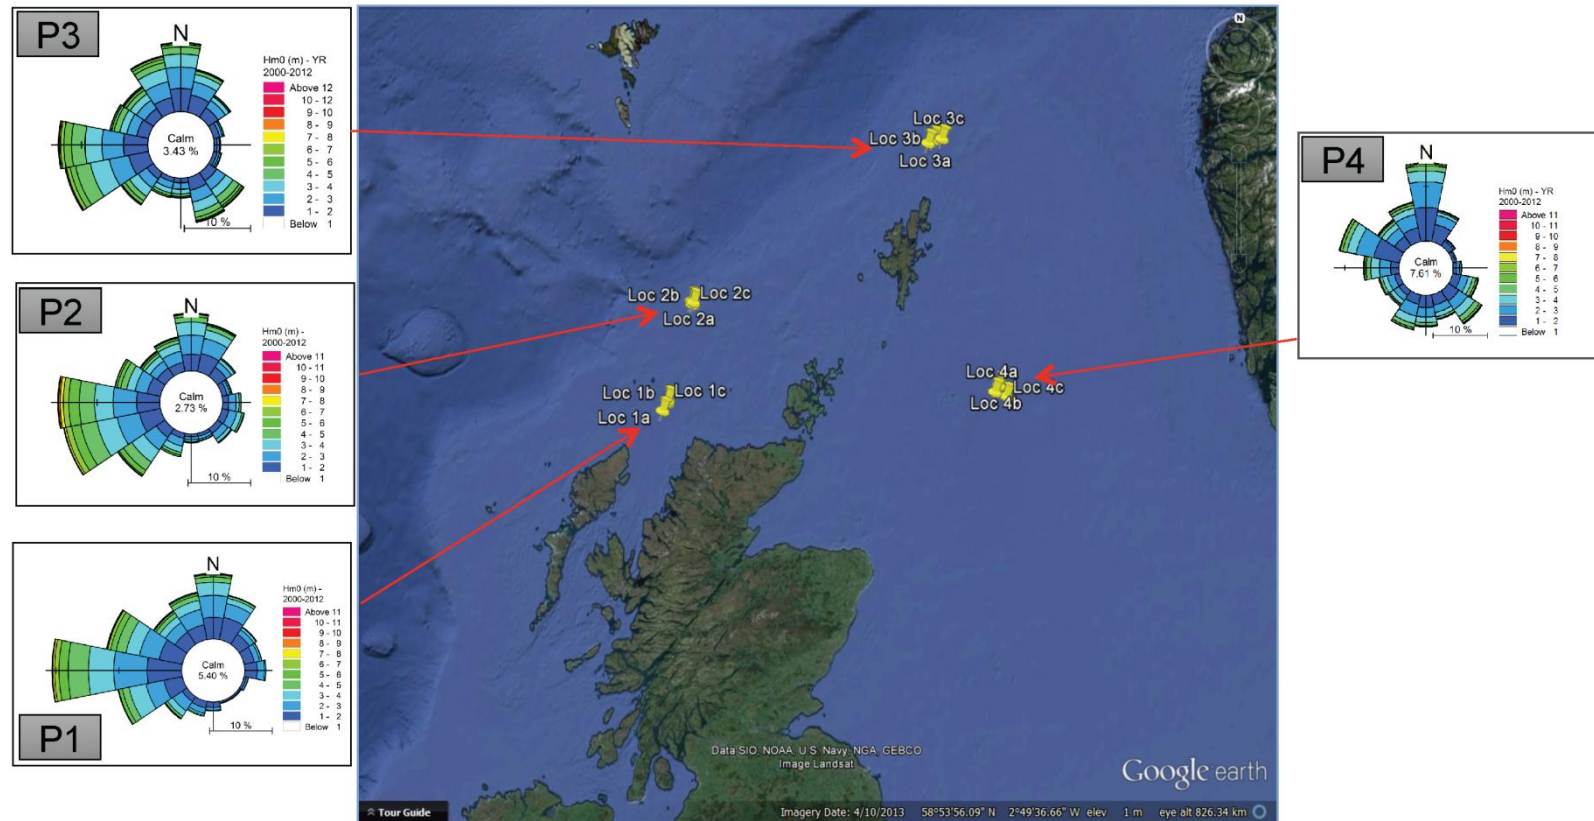 P3
N
Calm
3.43 %
10 %
Hm0 (m) - YR
2000-2012
Above 12
10 - 12
9 - 10
8 - 9
7 - 8
6 - 7
5 - 6
4 - 5
3 - 4
2 - 3
1 - 2
Below 1
P2
N
Calm
2.73 %
10 %
Hm0 (m) -
2000-2012
Above 11
10 - 11
9 - 10
8 - 9
7 - 8
6 - 7
5 - 6
4 - 5
3 - 4
2 - 3
1 - 2
Below 1
P1
N
Calm
5.40 %
10 %
Hm0 (m) -
2000-2012
Above 11
10 - 11
9 - 10
8 - 9
7 - 8
6 - 7
5 - 6
4 - 5
3 - 4
2 - 3
1 - 2
Below 1
N
Loc 3c
Loc 3b
Loc 3a
Loc 2b Loc 2c
Loc 2a
Loc 1b Loc 1c
Loc 1a
Loc 4a
Loc 4c
Loc 4b
Data SIO, NOAA, U.S. Navy, NGA, GEBCO
Image Landsat
Google earth
Tour Guide
Imagery Date: 4/10/2013 58°53'56.09" N 2°49'36.66" W elev 1 m eye alt 826.34 km
P4
N
Calm
7.61 %
10 %
Hm0 (m) - YR
2000-2012
Above 11
10 - 11
9 - 10
8 - 9
7 - 8
6 - 7
5 - 6
4 - 5
3 - 4
2 - 3
1 - 2
Below 1